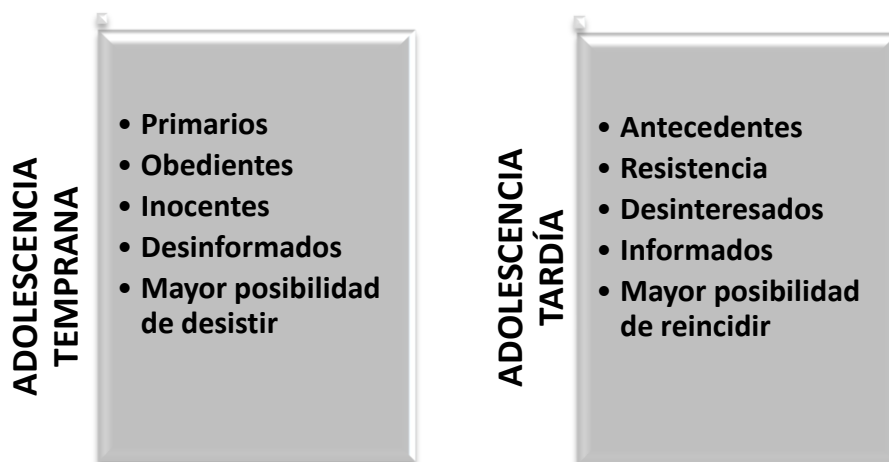 ADOLESCENCIA
TEMPRANA
• Primarios
• Obedientes
• Inocentes
• Desinformados
• Mayor posibilidad
de desistir
ADOLESCENCIA
TARDÍA
• Antecedentes
• Resistencia
• Desinteresados
• Informados
• Mayor posibilidad
de reincidir